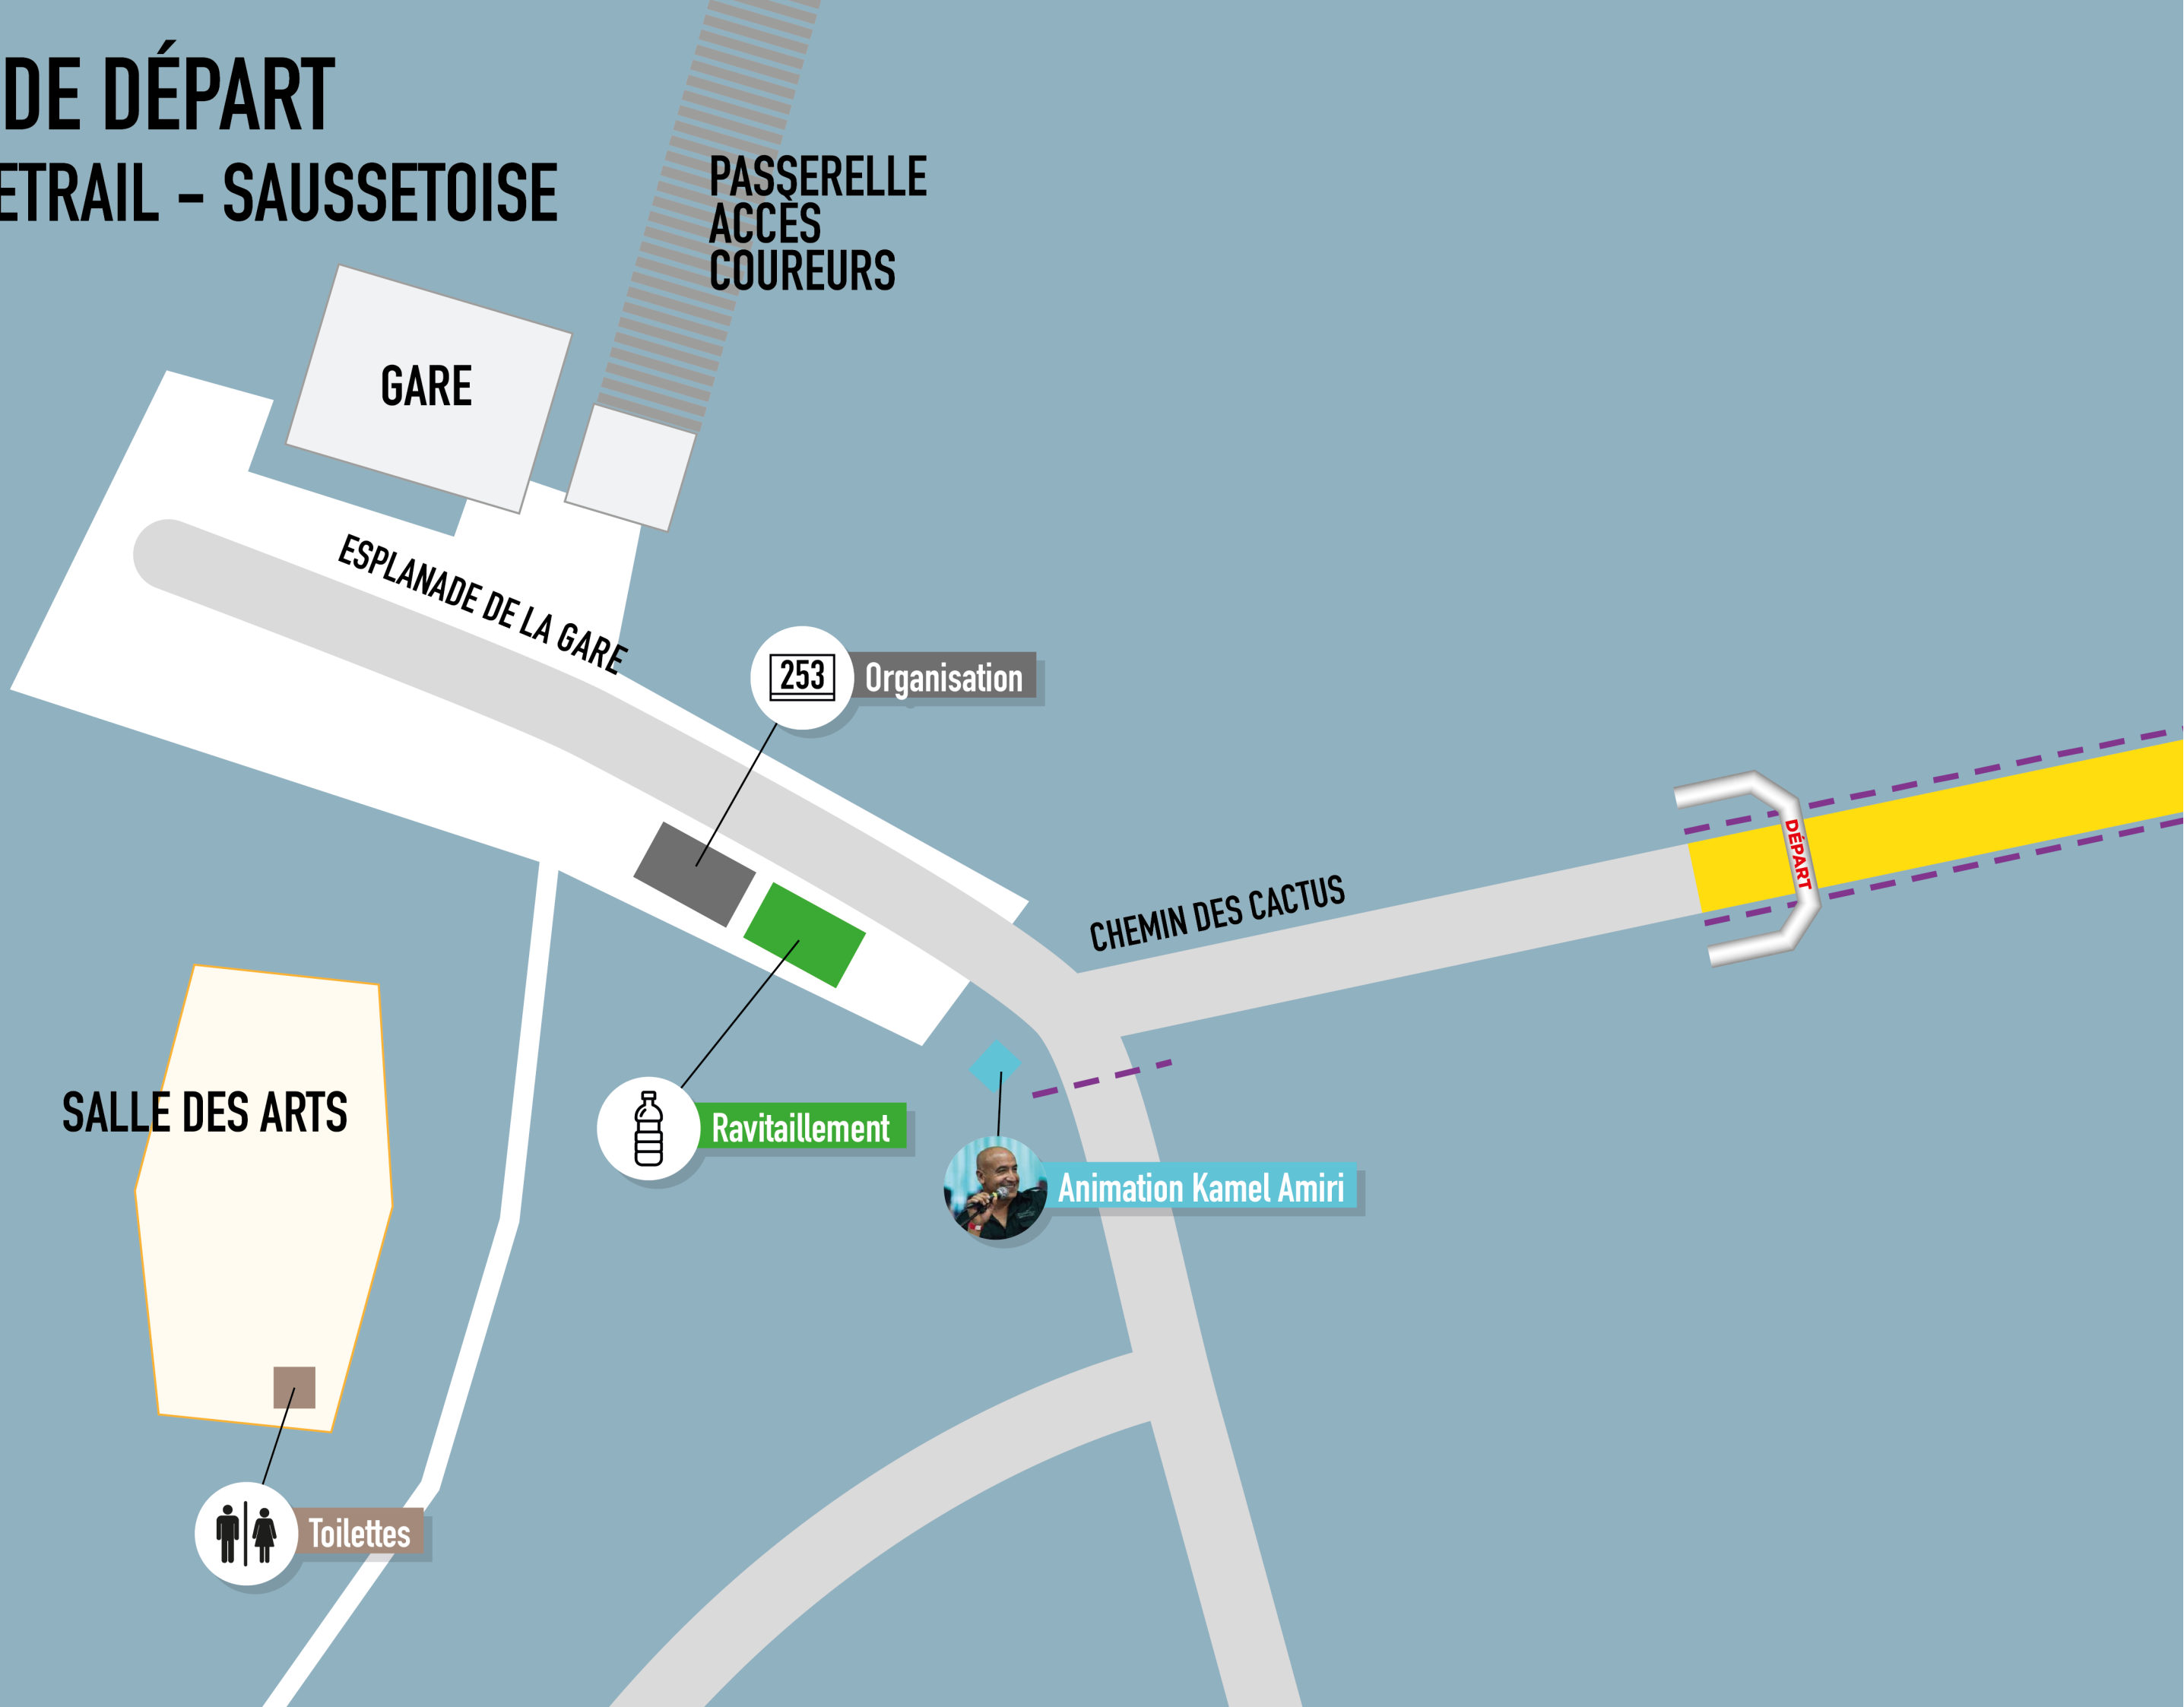 DE DÉPART
ETRAIL – SAUSSETOISE
PASSERELLE
ACCÈS
COUREURS
GARE
ESPLANADE DE LA GARE
253
Organisation
DÉPART
CHEMIN DES CACTUS
SALLE DES ARTS
Ravitaillement
Animation Kamel Amiri
Toilettes